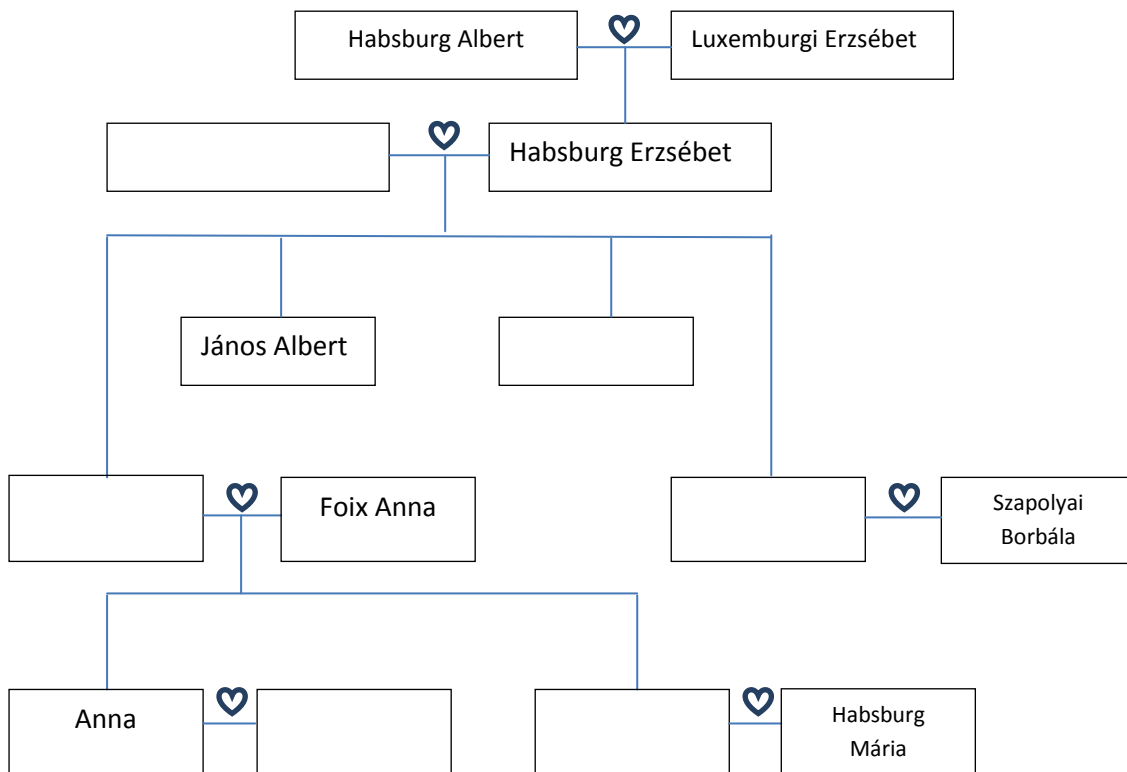 Habsburg Albert
Luxemburgi Erzsébet
Habsburg Erzsébet
János Albert
Foix Anna
Szapolyai
Borbála
Anna
Habsburg
Mária